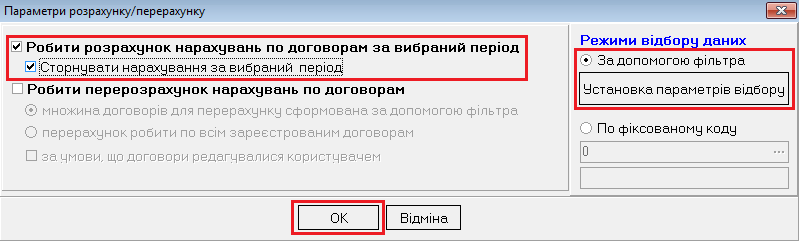 Параметри розрахунку/перерахунку
Робити розрахунок нарахувань по договорам за вибраний період
Сторнувати нарахування за вибраний період
Робити перерозрахунок нарахувань по договорам
множина договорів для перерахунку сформована за допомогою фільтра
перерахунок робити по всім зареєстрованим договорам
за умови, що договори редагувалися користувачем
Режими відбору даних
За допомогою фільтра
Установка параметрів відбору
По фіксованому коду
0 ...
OK Відміна